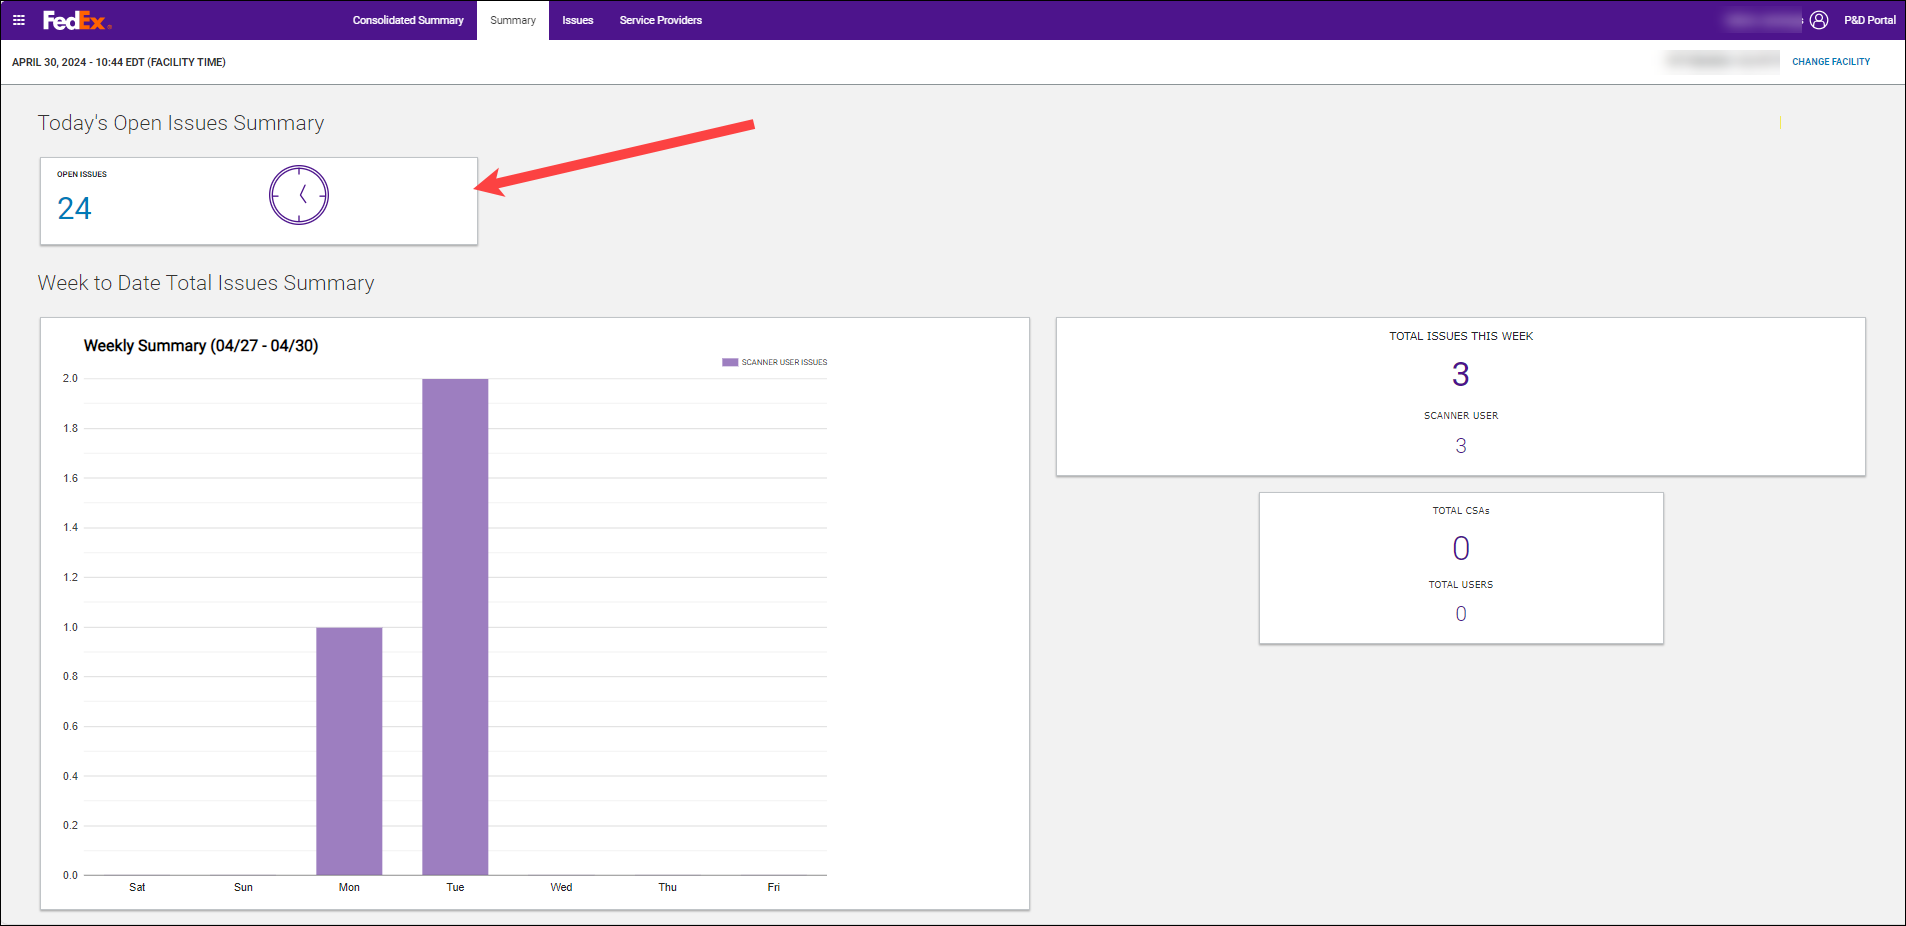 FedEx
Consolidated Summary
Summary
Issues
Service Providers
P&D Portal
APRIL 30, 2024 - 10:44 EDT (FACILITY TIME)
CHANGE FACILITY
Today's Open Issues Summary
OPEN ISSUES
24
Week to Date Total Issues Summary
Weekly Summary (04/27 - 04/30)
SCANNER USER ISSUES
2.0
1.8
1.6
1.4
1.2
1.0
0.8
0.6
0.4
0.2
0.0
Sat Sun Mon Tue Wed Thu Fri
TOTAL ISSUES THIS WEEK
3
SCANNER USER
3
TOTAL CSAs
0
TOTAL USERS
0